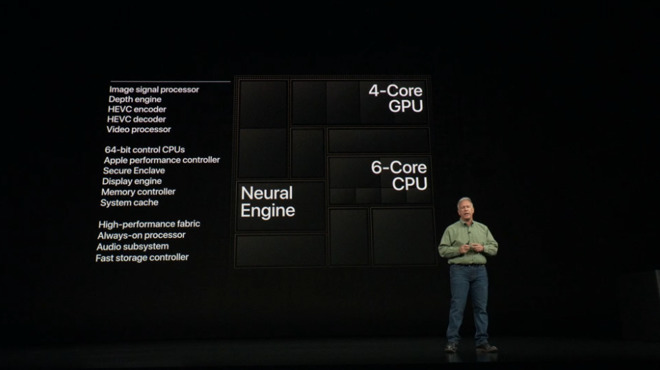 Image signal processor
Depth engine
HEVC encoder
HEVC decoder
Video processor
64-bit control CPUs
Apple performance controller
Secure Enclave
Display engine
Memory controller
System cache
High-performance fabric
Always-on processor
Audio subsystem
Fast storage controller
4-Core
GPU
6-Core
CPU
Neural
Engine